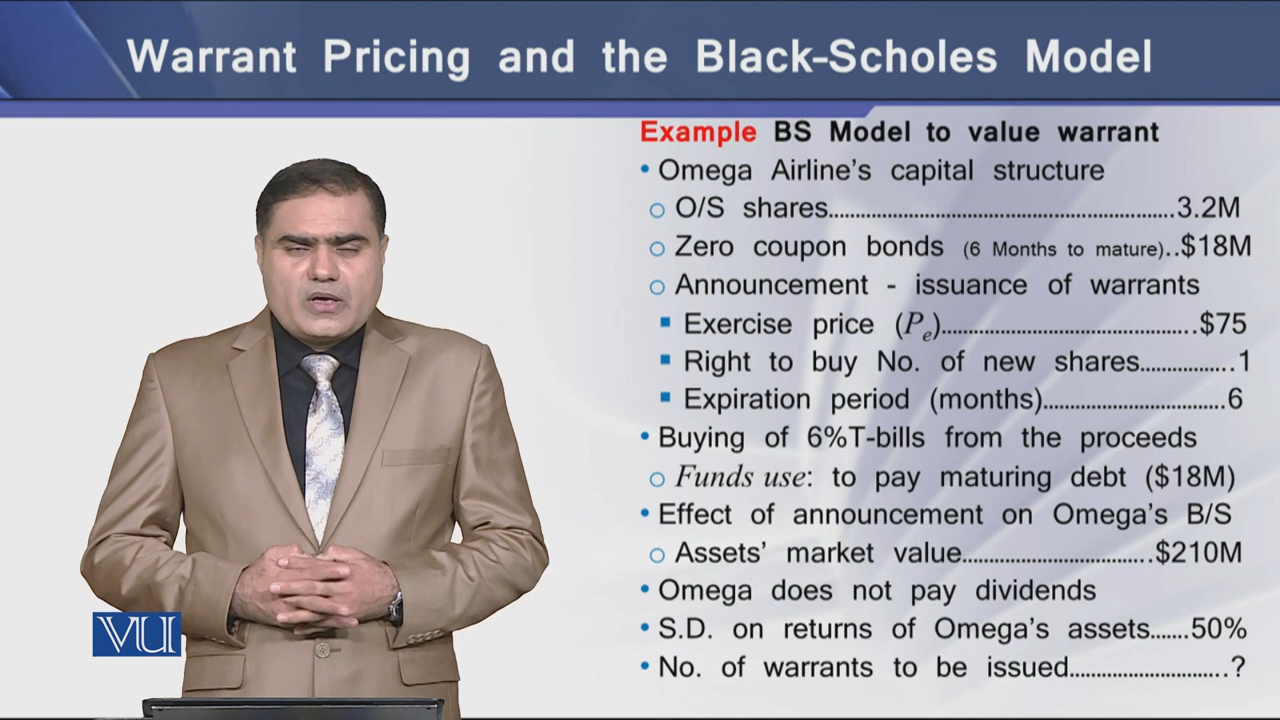 Warrant Pricing and the Black-Scholes Model
Example BS Model to value warrant
• Omega Airline's capital structure
○ O/S shares..........3.2M
○ Zero coupon bonds (6 Months to mature)..$18M
○ Announcement - issuance of warrants
▪ Exercise price (Pₑ)..........$75
▪ Right to buy No. of new shares..........1
▪ Expiration period (months)..........6
• Buying of 6%T-bills from the proceeds
○ Funds use: to pay maturing debt ($18M)
• Effect of announcement on Omega's B/S
○ Assets' market value..........$210M
• Omega does not pay dividends
• S.D. on returns of Omega's assets.......50%
• No. of warrants to be issued..........?
VU